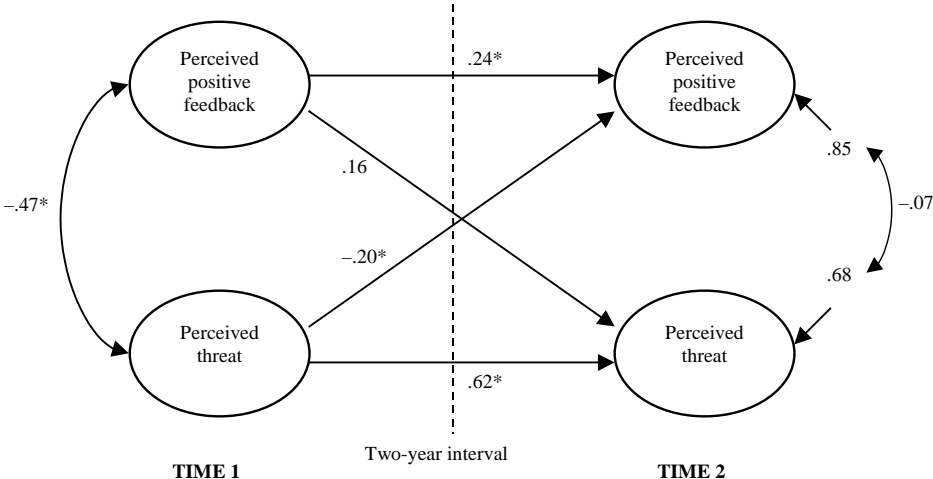 Perceived
positive
feedback
.24*
Perceived
positive
feedback
.16
.85
–.47*
–.07
–.20*
.68
Perceived
threat
Perceived
threat
.62*
Two-year interval
TIME 1
TIME 2